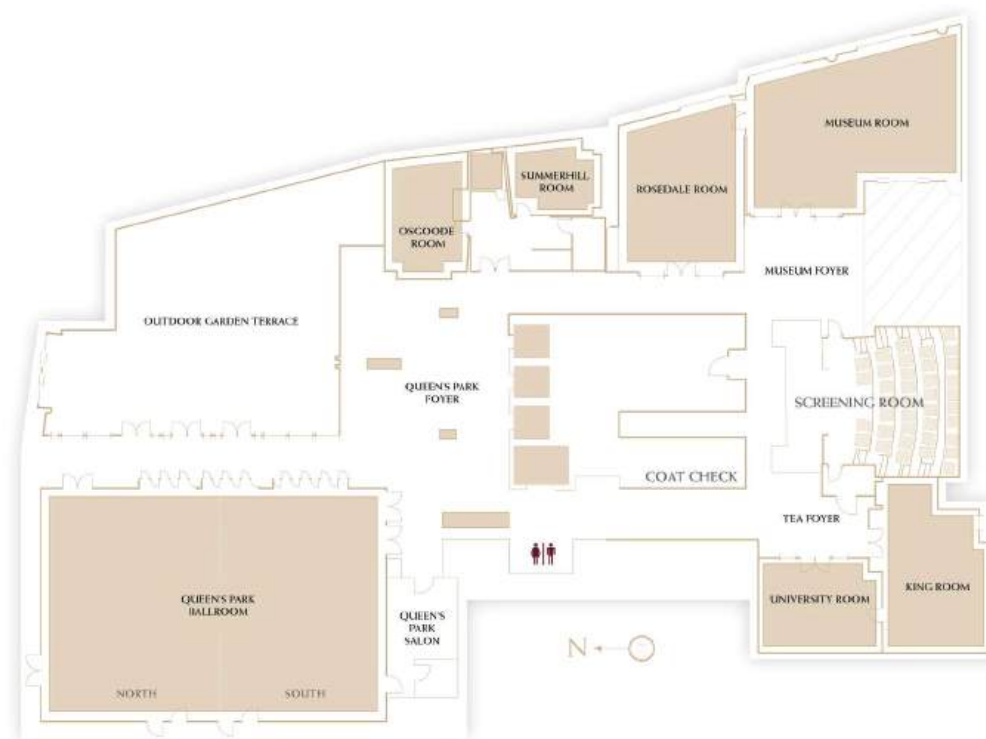 MUSEUM ROOM
SUMMERHILL
ROOM
ROSEDALE ROOM
OSGOODE
ROOM
MUSEUM FOYER
OUTDOOR GARDEN TERRACE
QUEEN'S PARK
FOYER
SCREENING ROOM
COAT CHECK
TEA FOYER
QUEEN'S PARK
BALLROOM
NORTH
SOUTH
QUEEN'S
PARK
SALON
UNIVERSITY ROOM
KING ROOM
N